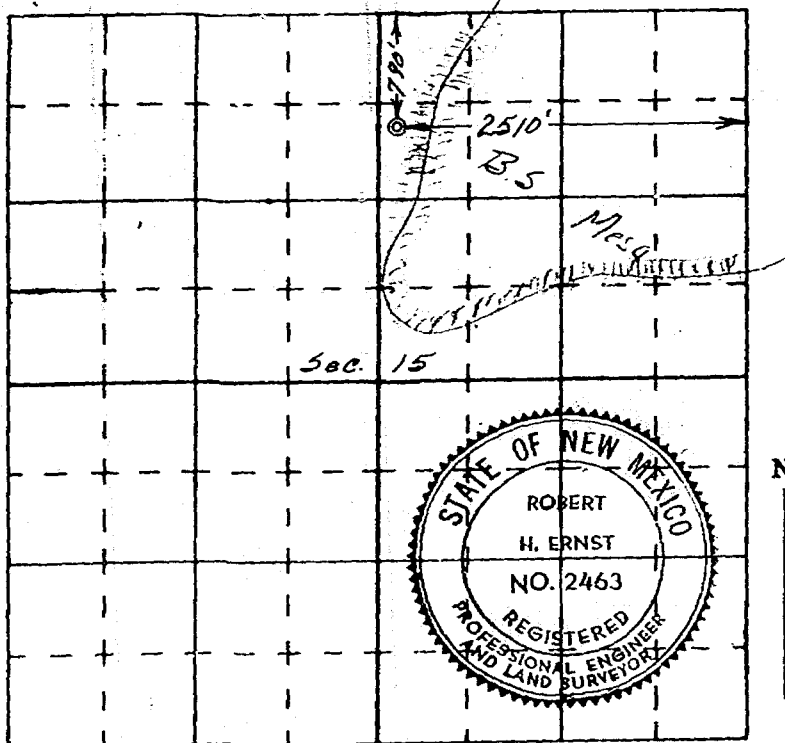 790'
2510'
B.S
Mesa
Sec. 15
STATE OF NEW MEXICO
ROBERT
H. ERNST
NO. 2463
REGISTERED
PROFESSIONAL ENGINEER
AND LAND SURVEYOR
N